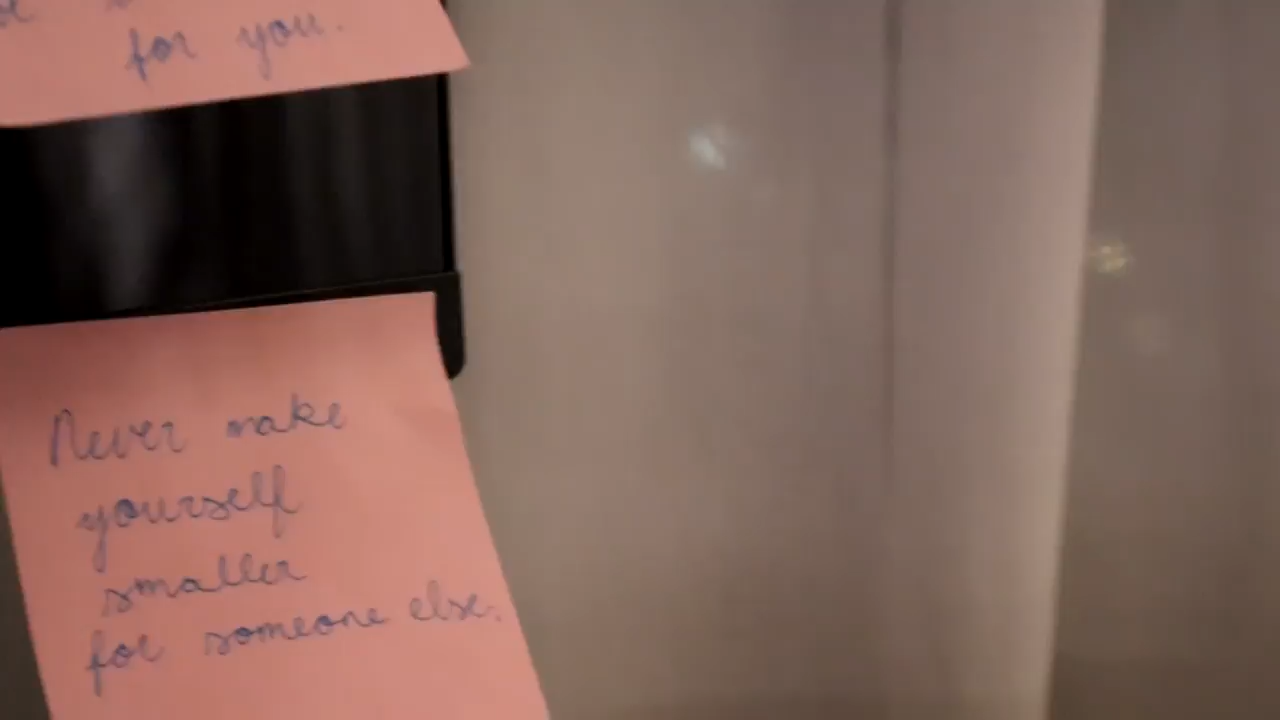 for you.
Never make
yourself
smaller
for someone else.